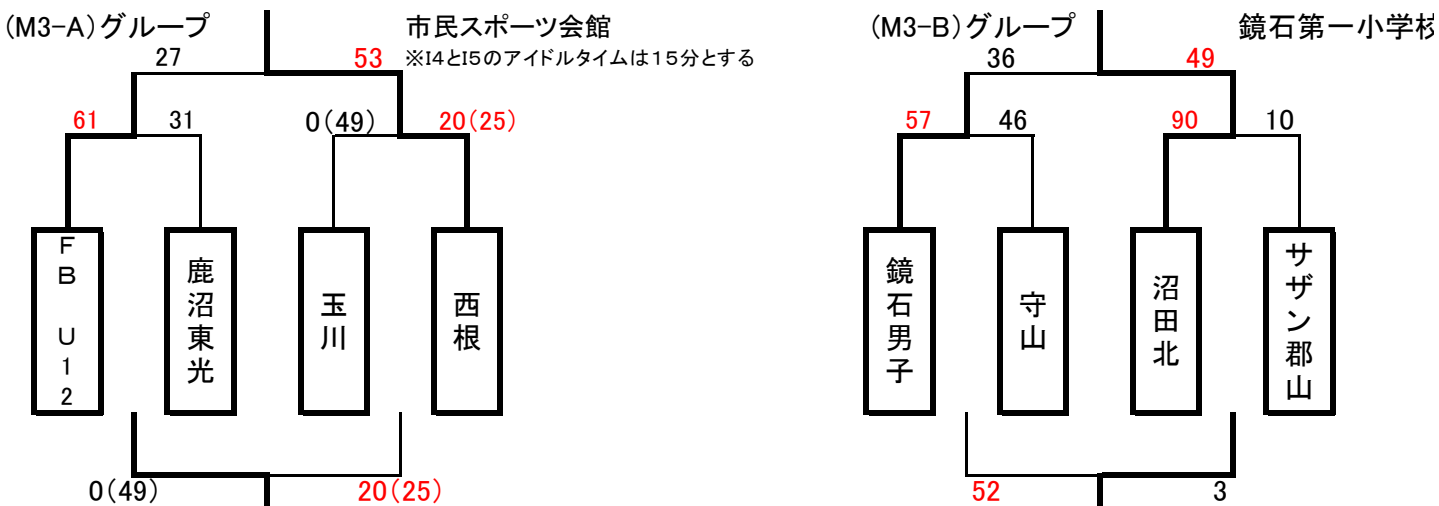 (M3-A)グループ
市民スポーツ会館
※I4とI5のアイドルタイムは15分とする
27
53
61
31
0(49)
20(25)
FB U12
鹿沼東光
玉川
西根
0(49)
20(25)
(M3-B)グループ
鏡石第一小学校
36
49
57
46
90
10
鏡石男子
守山
沼田北
サザン郡山
52
3